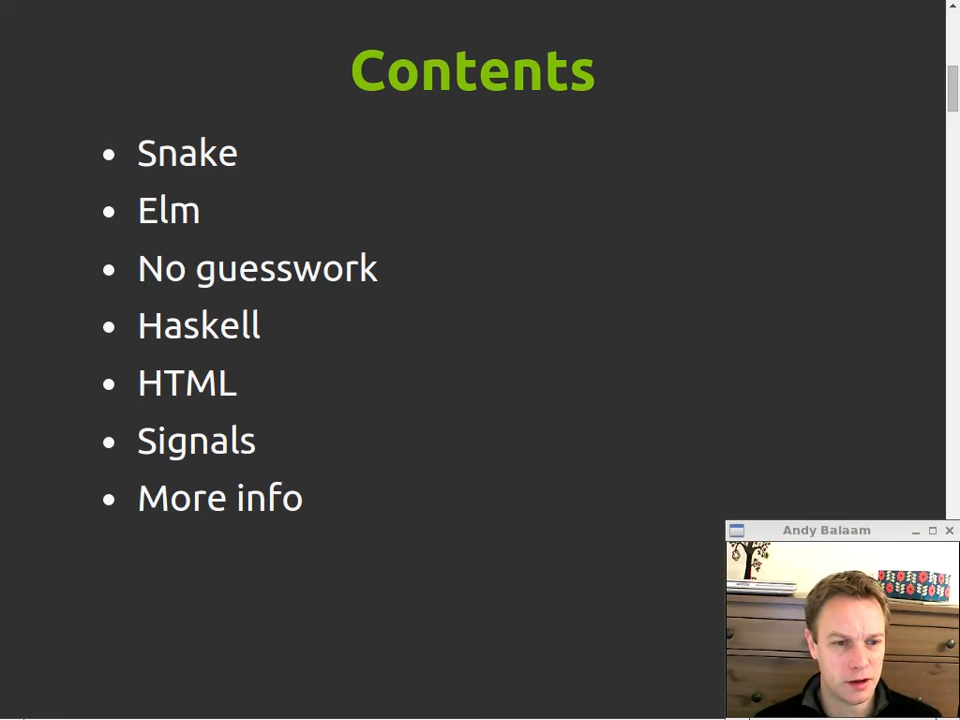 Contents
• Snake
• Elm
• No guesswork
• Haskell
• HTML
• Signals
• More info
Andy Balaam